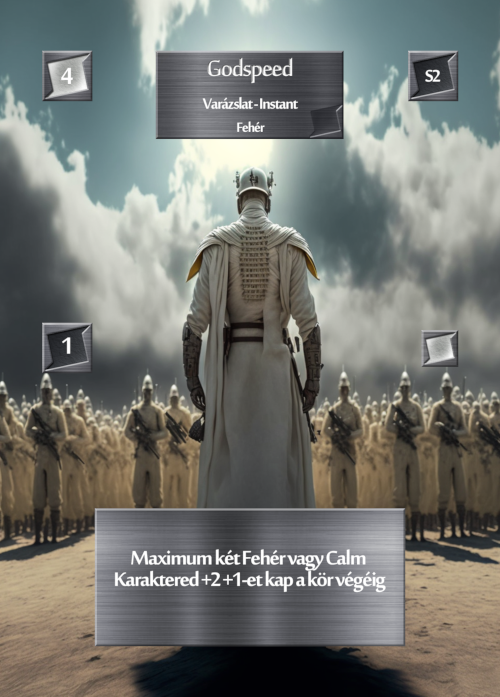 4
Godspeed
S2
Varázslat - Instant
Fehér
1
Maximum két Fehér vagy Calm
Karaktered +2 +1-et kap a kör végéig